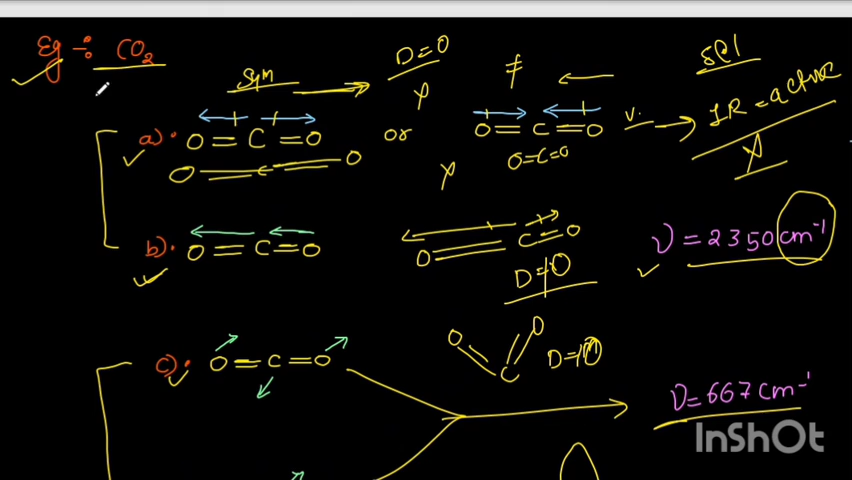 Eg ÷ CO2
Sym
D=0
≠
a) O=C=O or O=C=O V.
IR = active
O=C=O
O=C=O
b) O=C=O
O=C=O
ν = 2350 cm-1
D≠0
c) O=C=O
O=C=O
D≠0
ν = 667 cm-1
InShOt